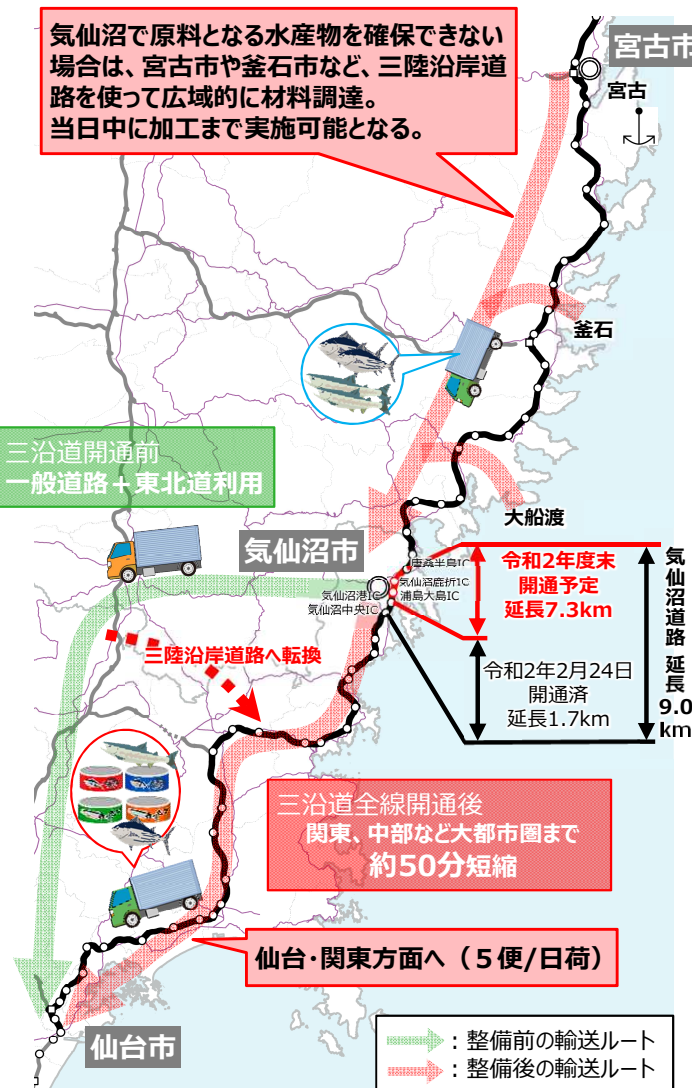 気仙沼で原料となる水産物を確保できない
場合は、宮古市や釜石市など、三陸沿岸道
路を使って広域的に材料調達。
当日中に加工まで実施可能となる。
宮古市
宮古
釜石
三沿道開通前
一般道路＋東北道利用
大船渡
気仙沼市
唐桑半島IC
気仙沼鹿折IC
気仙沼港IC
浦島大島IC
気仙沼中央IC
令和2年度末
開通予定
延長7.3km
気仙沼道路 延長
9.0
km
令和2年2月24日
開通済
延長1.7km
三陸沿岸道路へ転換
三沿道全線開通後
関東、中部など大都市圏まで
約50分短縮
仙台・関東方面へ（５便/日荷）
仙台市
：整備前の輸送ルート
：整備後の輸送ルート